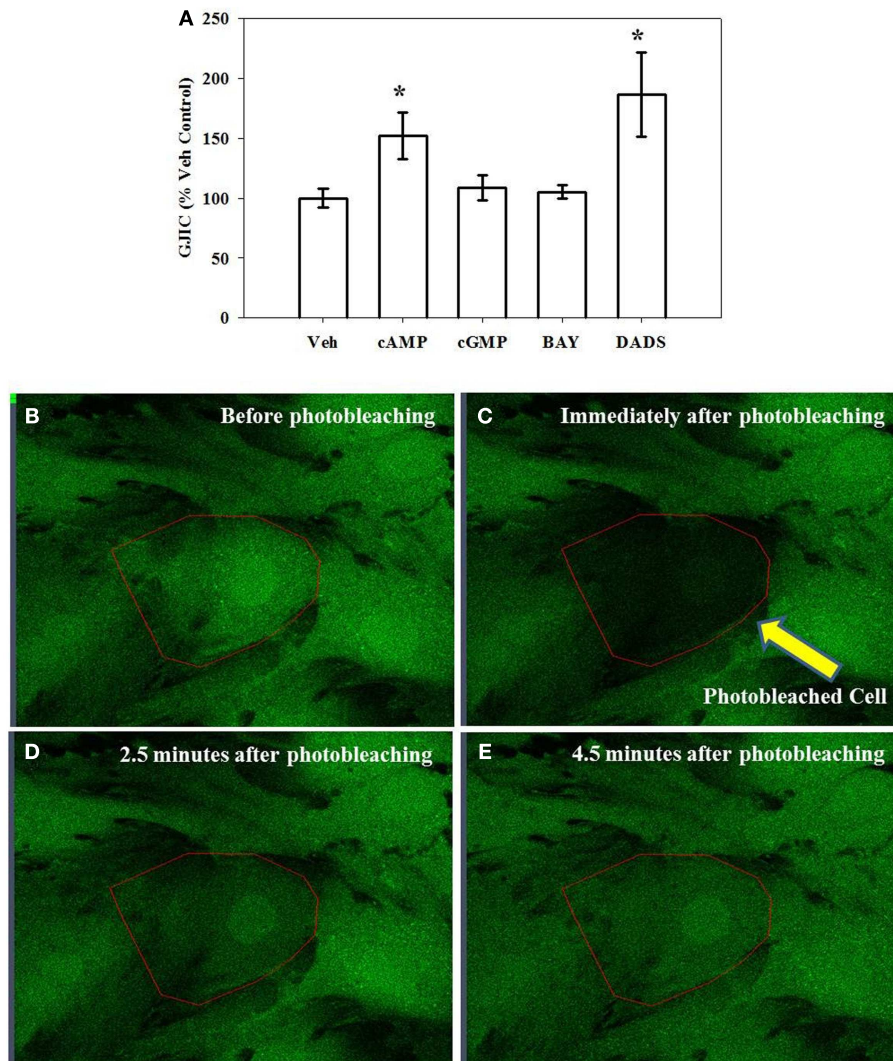 A
250
200
150
100
50
0
GJIC (% Veh Control)
*
*
Veh cAMP cGMP BAY DADS
B Before photobleaching
C Immediately after photobleaching
Photobleached Cell
D 2.5 minutes after photobleaching
E 4.5 minutes after photobleaching